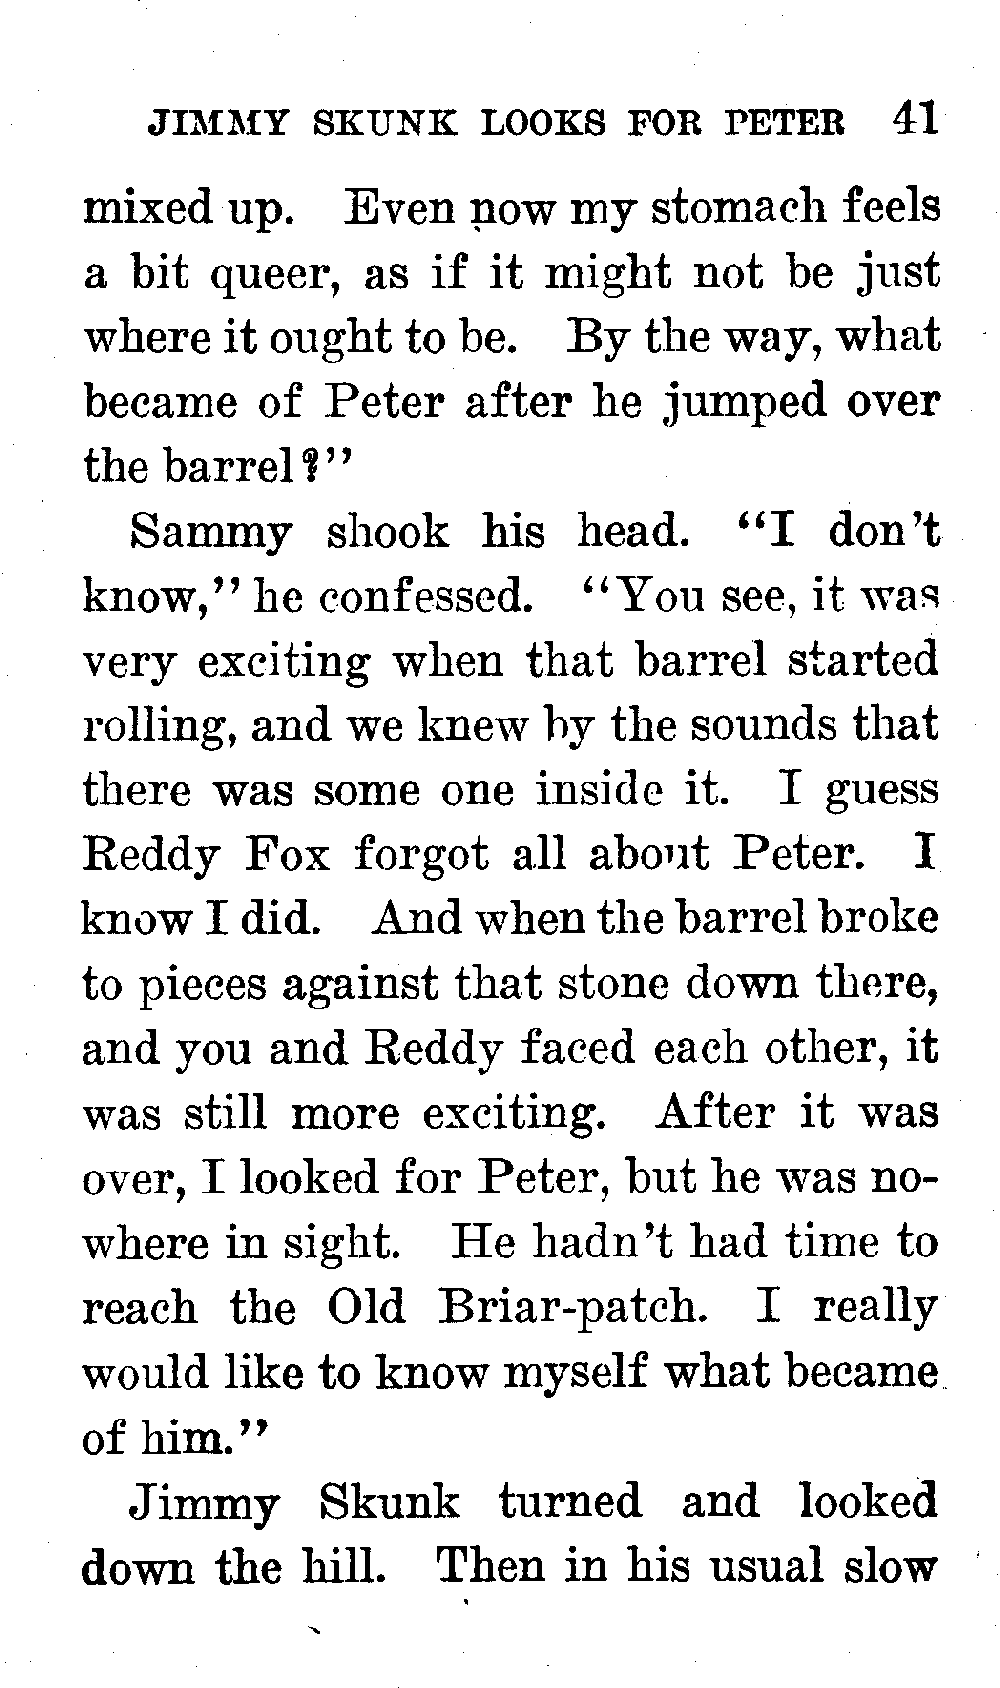 JIMMY SKUNK LOOKS FOR PETER 41
mixed up. Even now my stomach feels
a bit queer, as if it might not be just
where it ought to be. By the way, what
became of Peter after he jumped over
the barrel?”
Sammy shook his head. “I don’t
know,” he confessed. “You see, it was
very exciting when that barrel started
rolling, and we knew by the sounds that
there was some one inside it. I guess
Reddy Fox forgot all about Peter. I
know I did. And when the barrel broke
to pieces against that stone down there,
and you and Reddy faced each other, it
was still more exciting. After it was
over, I looked for Peter, but he was no-
where in sight. He hadn’t had time to
reach the Old Briar-patch. I really
would like to know myself what became
of him.”
Jimmy Skunk turned and looked
down the hill. Then in his usual slow